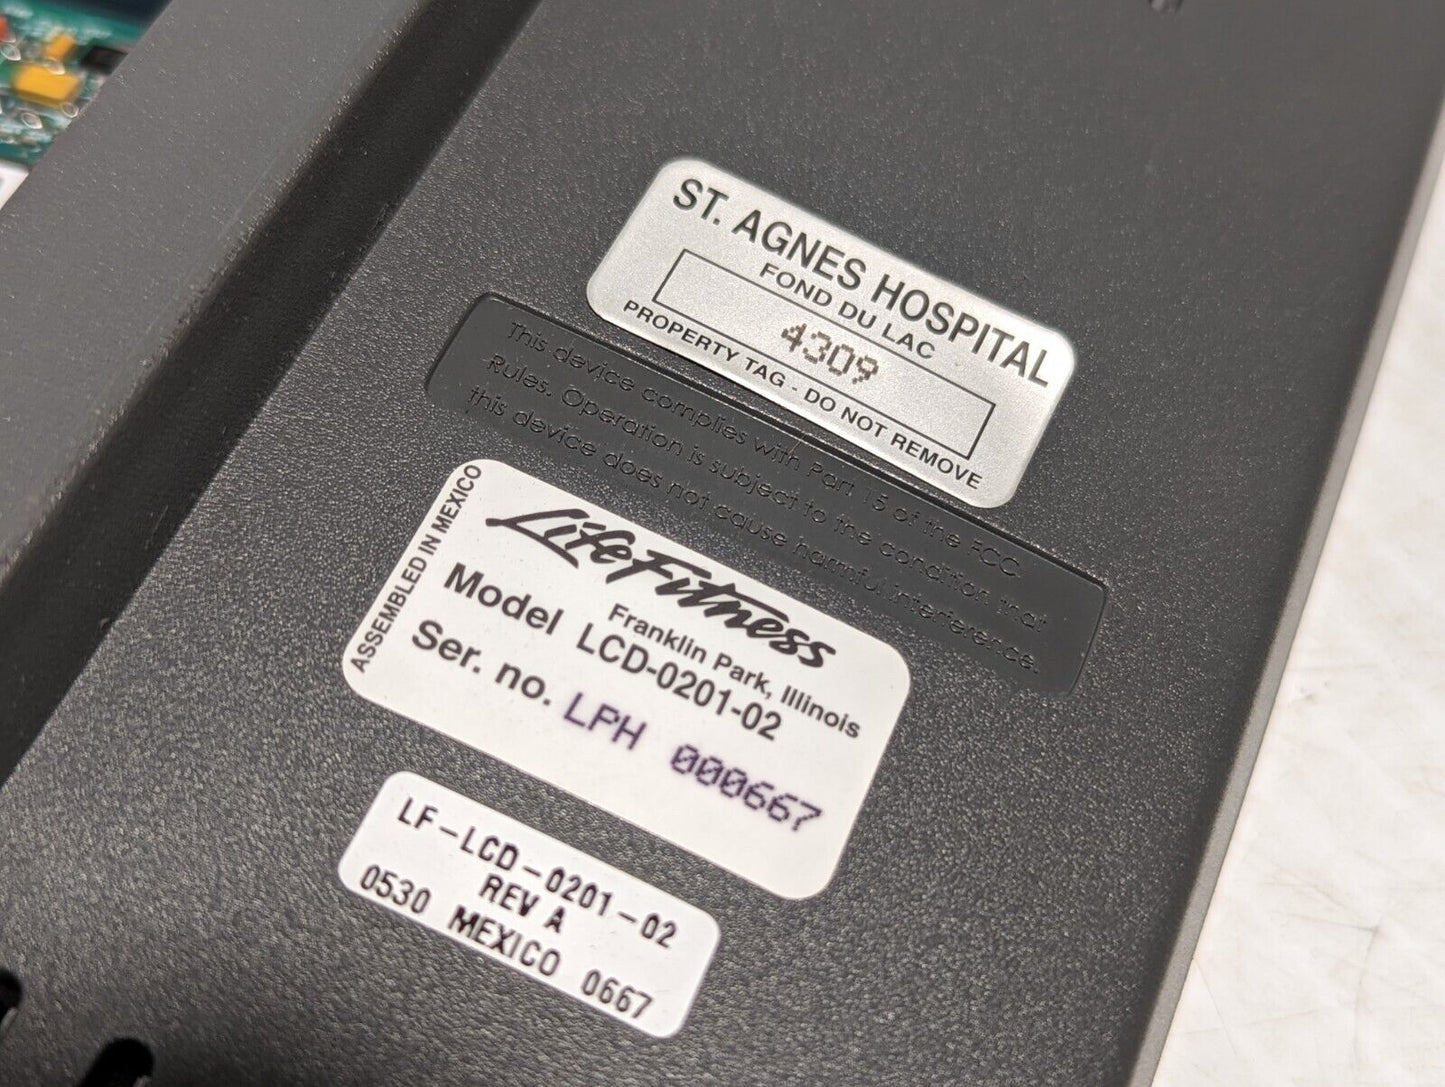 ST. AGNES HOSPITAL
FOND DU LAC
4309
PROPERTY TAG - DO NOT REMOVE
This device complies with Part 15 of the FCC
Rules. Operation is subject to the condition that
this device does not cause harmful interference.
ASSEMBLED IN MEXICO
Life Fitness
Franklin Park, Illinois
Model LCD-0201-02
Ser. no. LPH 000667
LF-LCD-0201-02
REV A
0530 MEXICO 0667